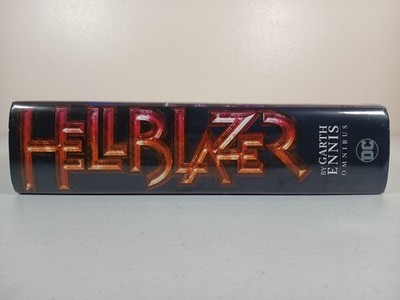 HELLBLAZER
BY GARTH
ENNIS
OMNIBUS
DC